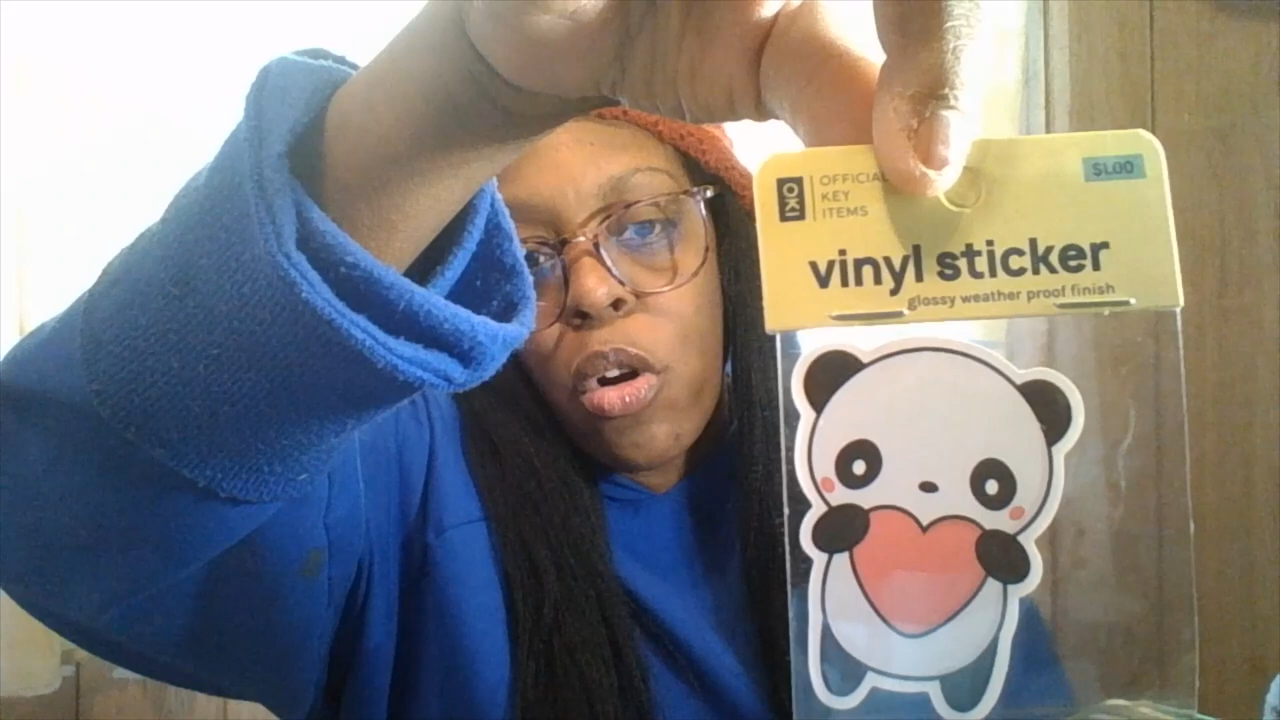 OKI
OFFICIAL
KEY
ITEMS
$1.00
vinyl sticker
glossy weather proof finish